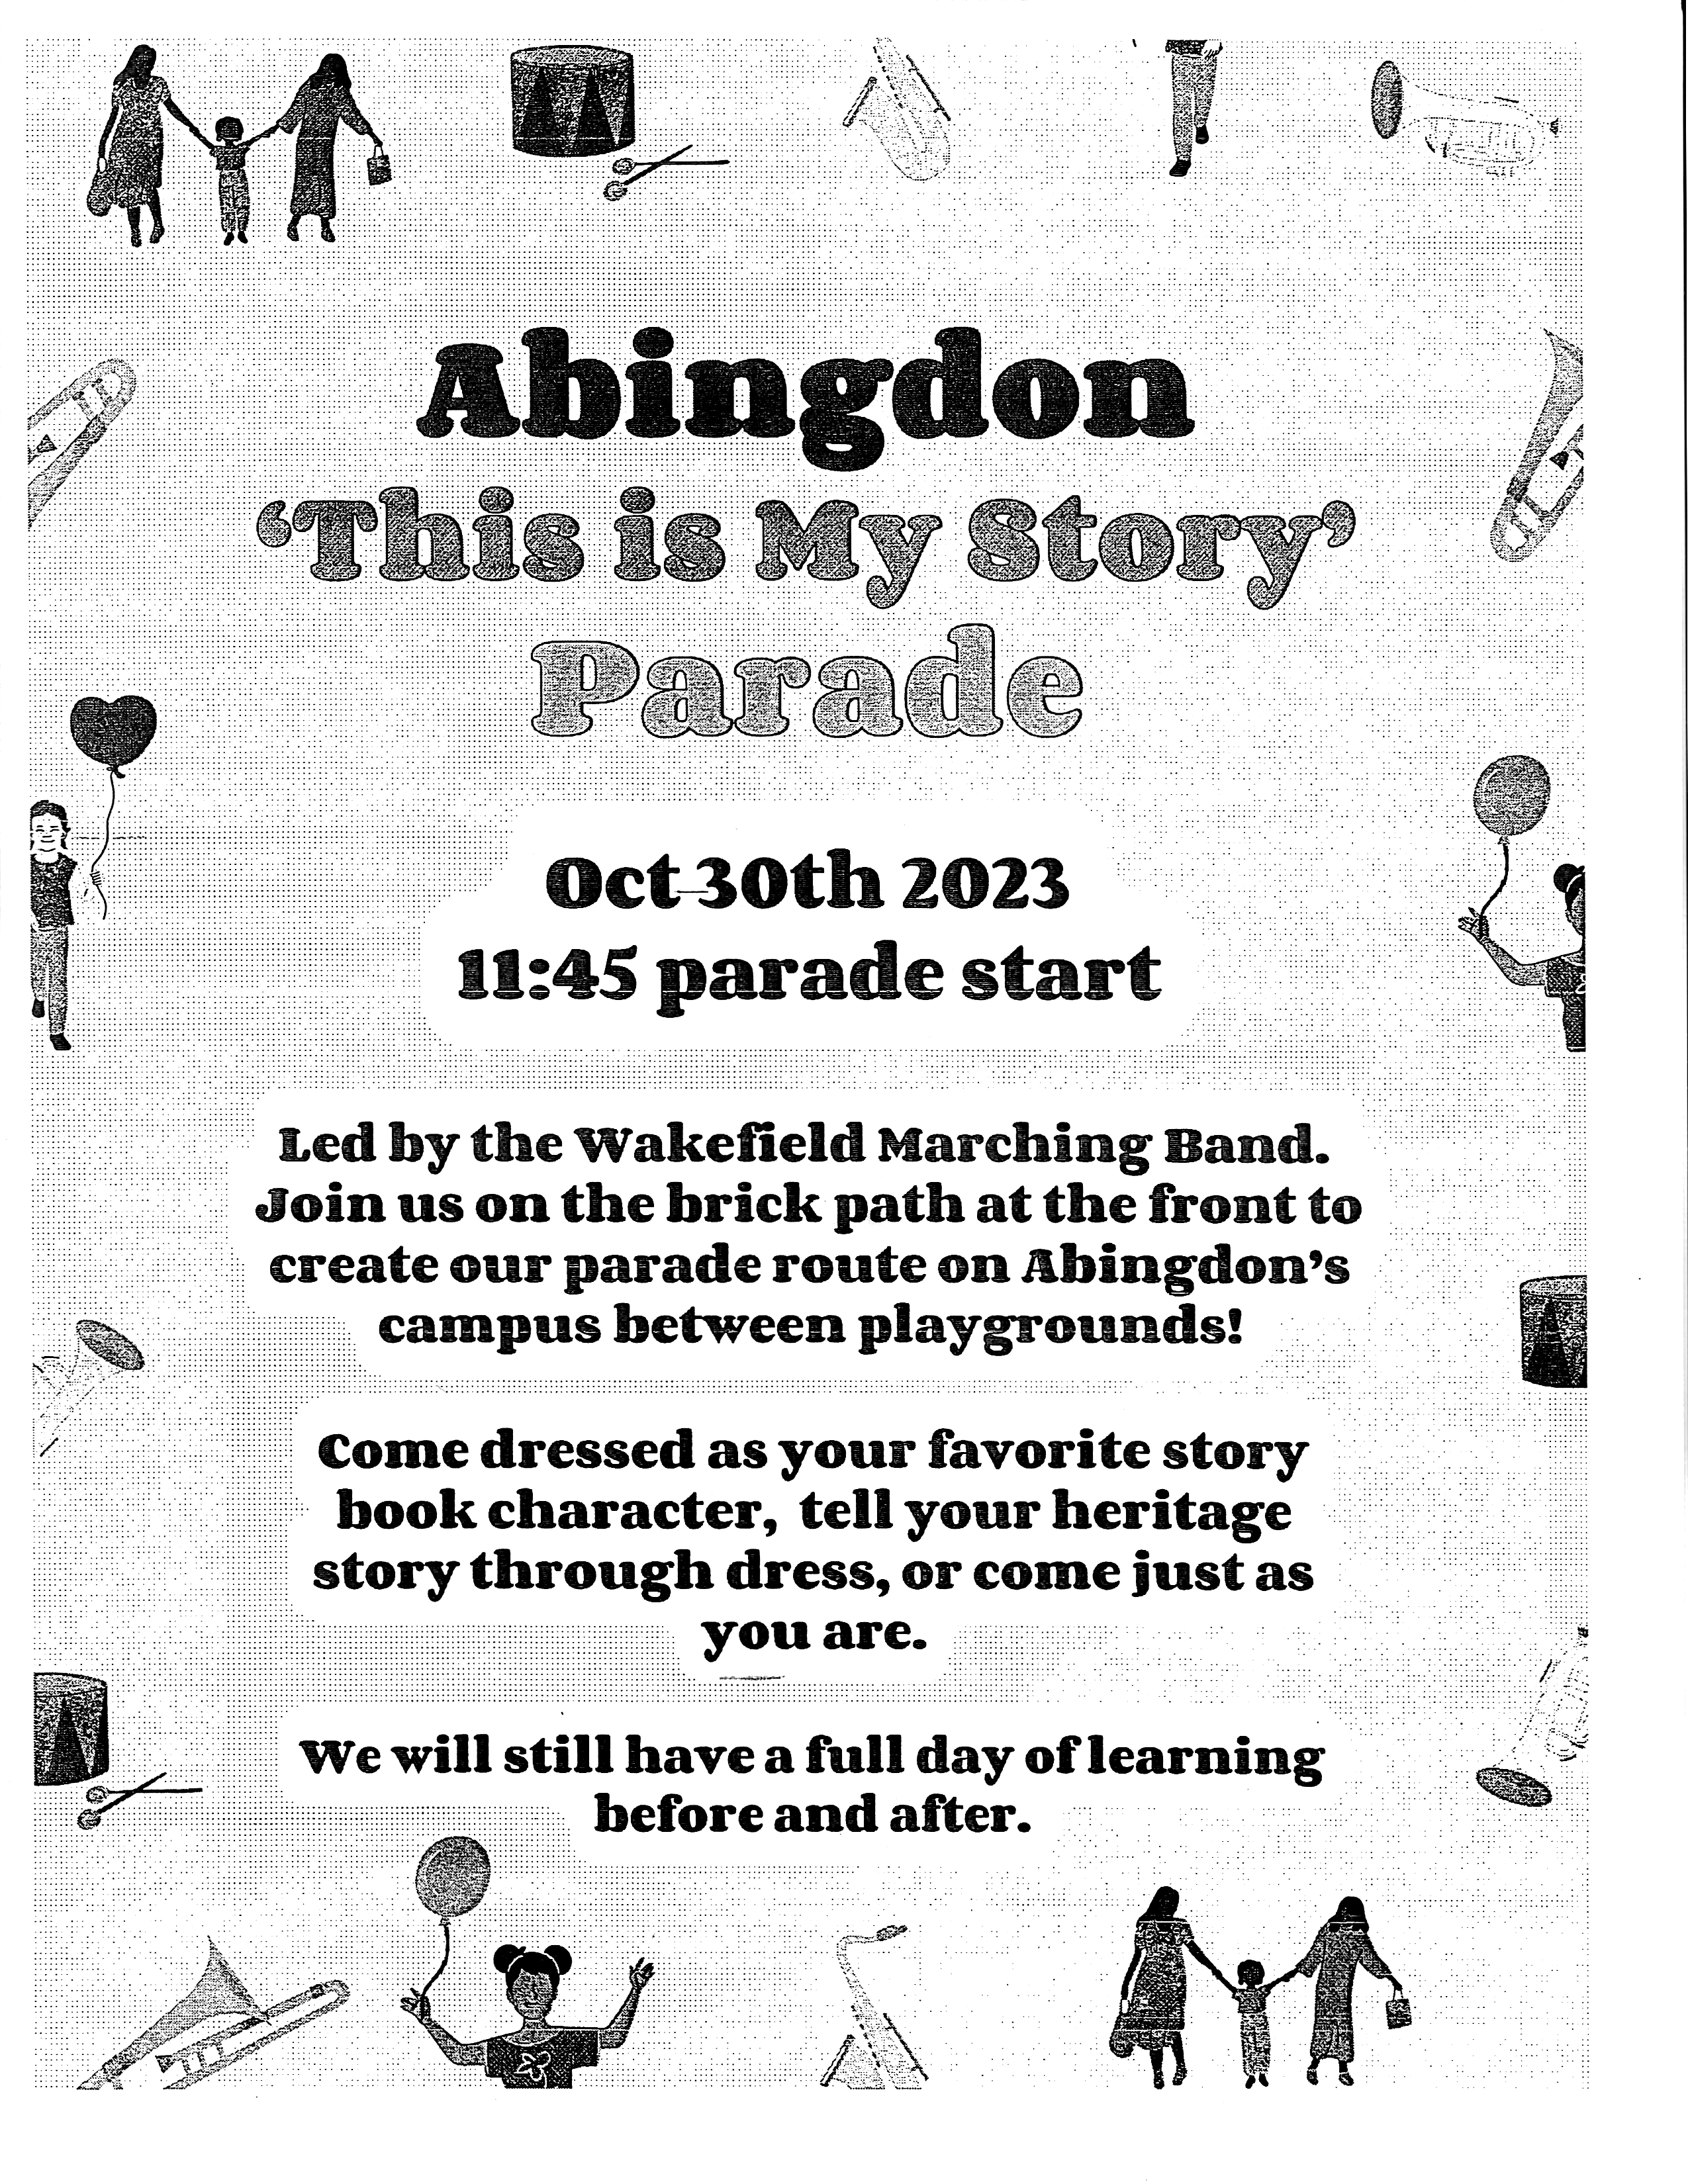 Abingdon
‘This is My Story’
Parade
Oct 30th 2023
11:45 parade start
Led by the Wakefield Marching Band.
Join us on the brick path at the front to
create our parade route on Abingdon’s
campus between playgrounds!
Come dressed as your favorite story
book character, tell your heritage
story through dress, or come just as
you are.
We will still have a full day of learning
before and after.